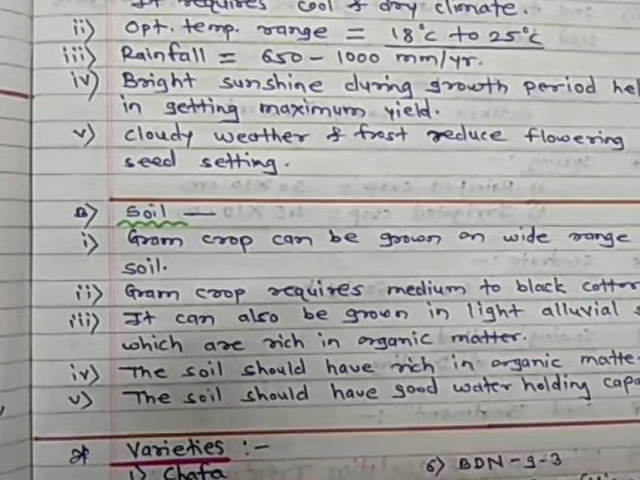 It requires cool & dry climate.
ii) Opt. temp. range = 18°c to 25°c
iii) Rainfall = 650 - 1000 mm/yr.
iv) Bright sunshine during growth period hel
in getting maximum yield.
v) cloudy weather & frost reduce flowering
seed setting.
B) Soil —
i) Gram crop can be grown on wide range
soil.
ii) Gram crop requires medium to black cotton
iii) It can also be grown in light alluvial s
which are rich in organic matter.
iv) The soil should have rich in organic matte
v) The soil should have good water holding capa
* Varieties :-
1) Chafa 6) BDN-9-3